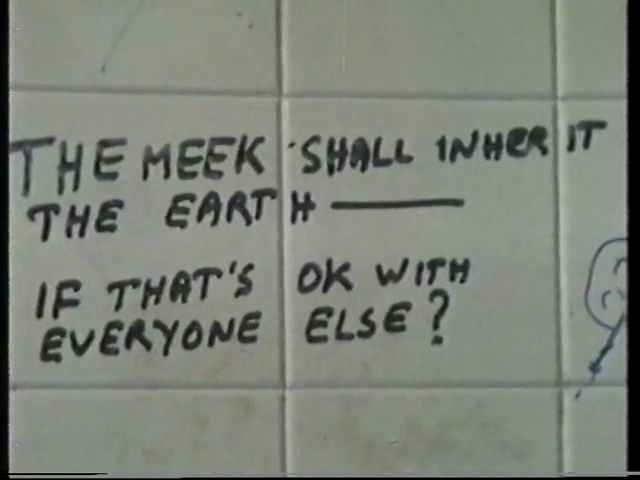 THE MEEK SHALL INHERIT
THE EARTH —
IF THAT'S OK WITH
EVERYONE ELSE?